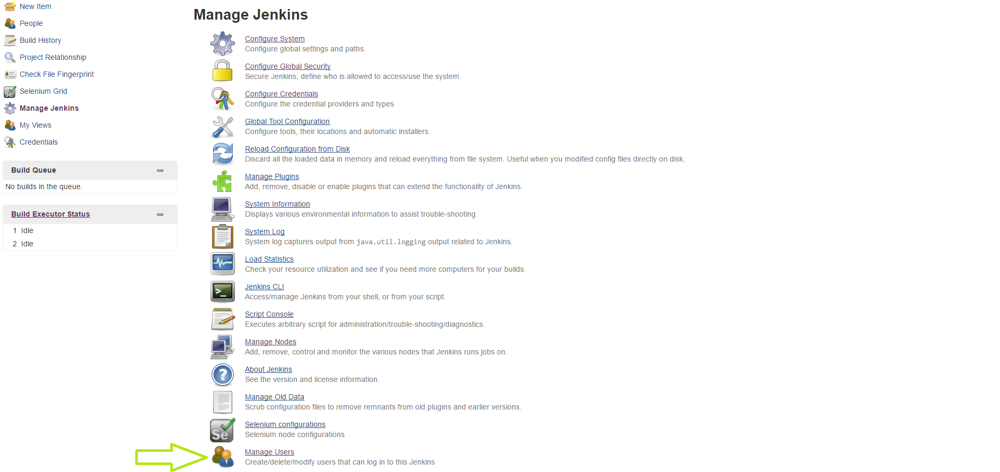 New Item
People
Build History
Project Relationship
Check File Fingerprint
Selenium Grid
Manage Jenkins
My Views
Credentials
Build Queue
No builds in the queue.
Build Executor Status
1 Idle
2 Idle
Manage Jenkins
Configure System
Configure global settings and paths.
Configure Global Security
Secure Jenkins; define who is allowed to access/use the system.
Configure Credentials
Configure the credential providers and types
Global Tool Configuration
Configure tools, their locations and automatic installers.
Reload Configuration from Disk
Discard all the loaded data in memory and reload everything from file system. Useful when you modified config files directly on disk.
Manage Plugins
Add, remove, disable or enable plugins that can extend the functionality of Jenkins.
System Information
Displays various environmental information to assist trouble-shooting.
System Log
System log captures output from java.util.logging output related to Jenkins.
Load Statistics
Check your resource utilization and see if you need more computers for your builds.
Jenkins CLI
Access/manage Jenkins from your shell, or from your script.
Script Console
Executes arbitrary script for administration/trouble-shooting/diagnostics.
Manage Nodes
Add, remove, control and monitor the various nodes that Jenkins runs jobs on.
About Jenkins
See the version and license information.
Manage Old Data
Scrub configuration files to remove remnants from old plugins and earlier versions.
Se
Selenium configurations
Selenium node configurations
Manage Users
Create/delete/modify users that can log in to this Jenkins